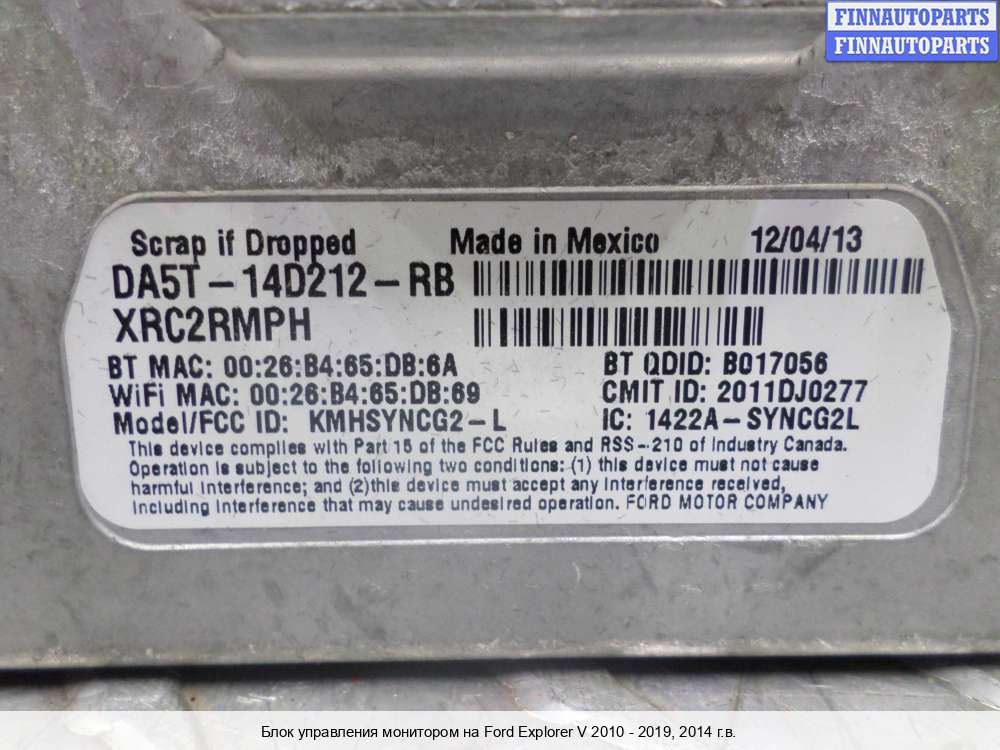 FINNAUTOPARTS
FINNAUTOPARTS
Scrap if Dropped Made in Mexico 12/04/13
DA5T-14D212-RB
XRC2RMPH
BT MAC: 00:26:B4:65:DB:6A BT QDID: B017056
WiFi MAC: 00:26:B4:65:DB:69 CMIT ID: 2011DJ0277
Model/FCC ID: KMHSYNCG2-L IC: 1422A-SYNCG2L
This device complies with Part 15 of the FCC Rules and RSS-210 of Industry Canada.
Operation is subject to the following two conditions: (1) this device must not cause
harmful interference; and (2)this device must accept any interference received,
including interference that may cause undesired operation. FORD MOTOR COMPANY
Блок управления монитором на Ford Explorer V 2010 - 2019, 2014 г.в.